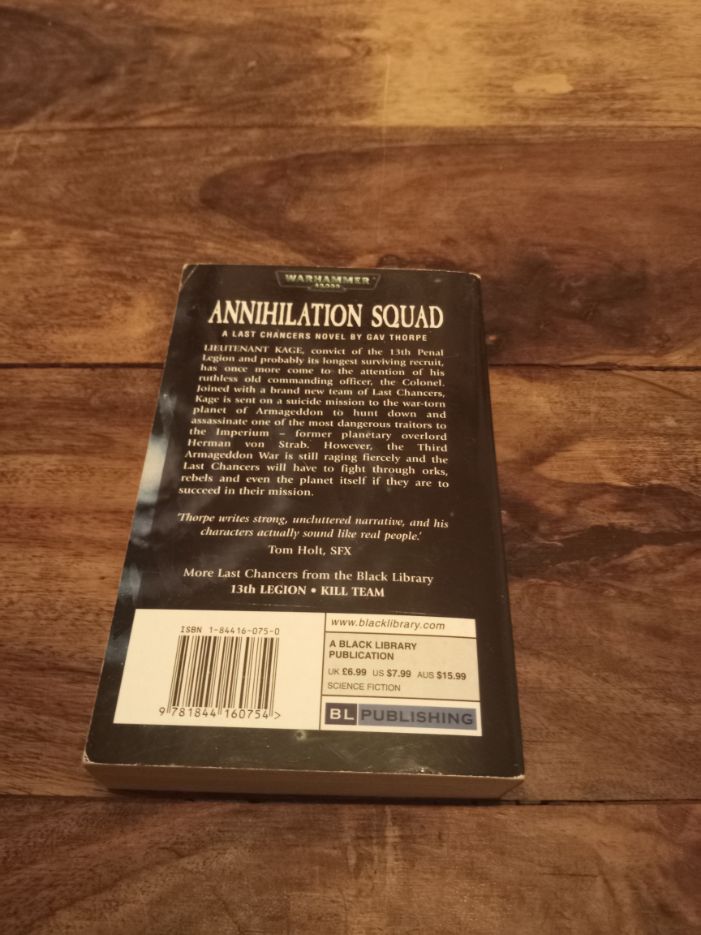 WARHAMMER
40,000
ANNIHILATION SQUAD
A LAST CHANCERS NOVEL BY GAV THORPE
LIEUTENANT KAGE, convict of the 13th Penal
Legion and probably its longest surviving recruit,
has once more come to the attention of his
ruthless old commanding officer, the Colonel.
Joined with a brand new team of Last Chancers,
Kage is sent on a suicide mission to the war-torn
planet of Armageddon to hunt down and
assassinate one of the most dangerous traitors to
the Imperium – former planetary overlord
Herman von Strab. However, the Third
Armageddon War is still raging fiercely and the
Last Chancers will have to fight through orks,
rebels and even the planet itself if they are to
succeed in their mission.
'Thorpe writes strong, uncluttered narrative, and his
characters actually sound like real people.'
Tom Holt, SFX
More Last Chancers from the Black Library
13th LEGION • KILL TEAM
ISBN 1-84416-075-0
9 781844 160754 >
www.blacklibrary.com
A BLACK LIBRARY
PUBLICATION
UK £6.99 US $7.99 AUS $15.99
SCIENCE FICTION
BL PUBLISHING